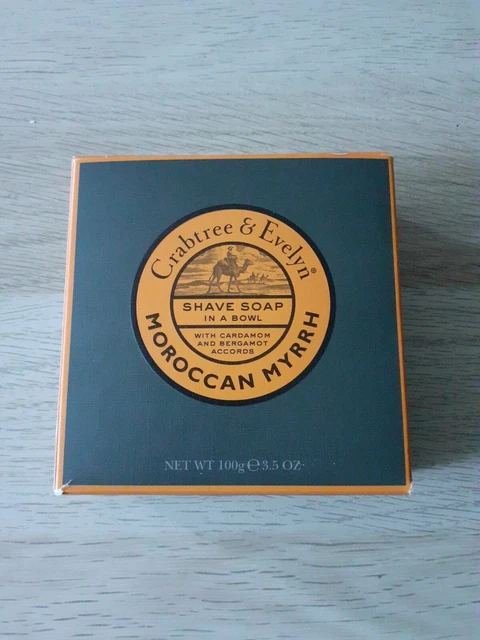 Crabtree & Evelyn®
SHAVE SOAP
IN A BOWL
WITH CARDAMOM
AND BERGAMOT
ACCORDS
MOROCCAN MYRRH
NET WT 100g ℮ 3.5 OZ